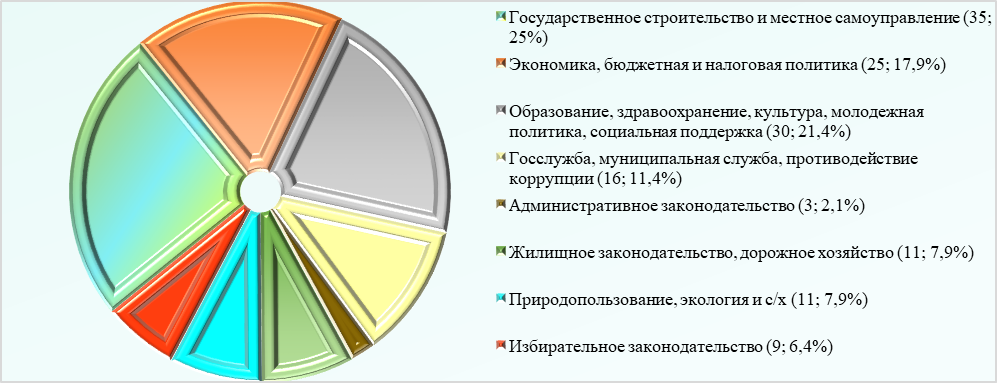 Государственное строительство и местное самоуправление (35;
25%)
Экономика, бюджетная и налоговая политика (25; 17,9%)
Образование, здравоохранение, культура, молодежная
политика, социальная поддержка (30; 21,4%)
Госслужба, муниципальная служба, противодействие
коррупции (16; 11,4%)
Административное законодательство (3; 2,1%)
Жилищное законодательство, дорожное хозяйство (11; 7,9%)
Природопользование, экология и с/х (11; 7,9%)
Избирательное законодательство (9; 6,4%)